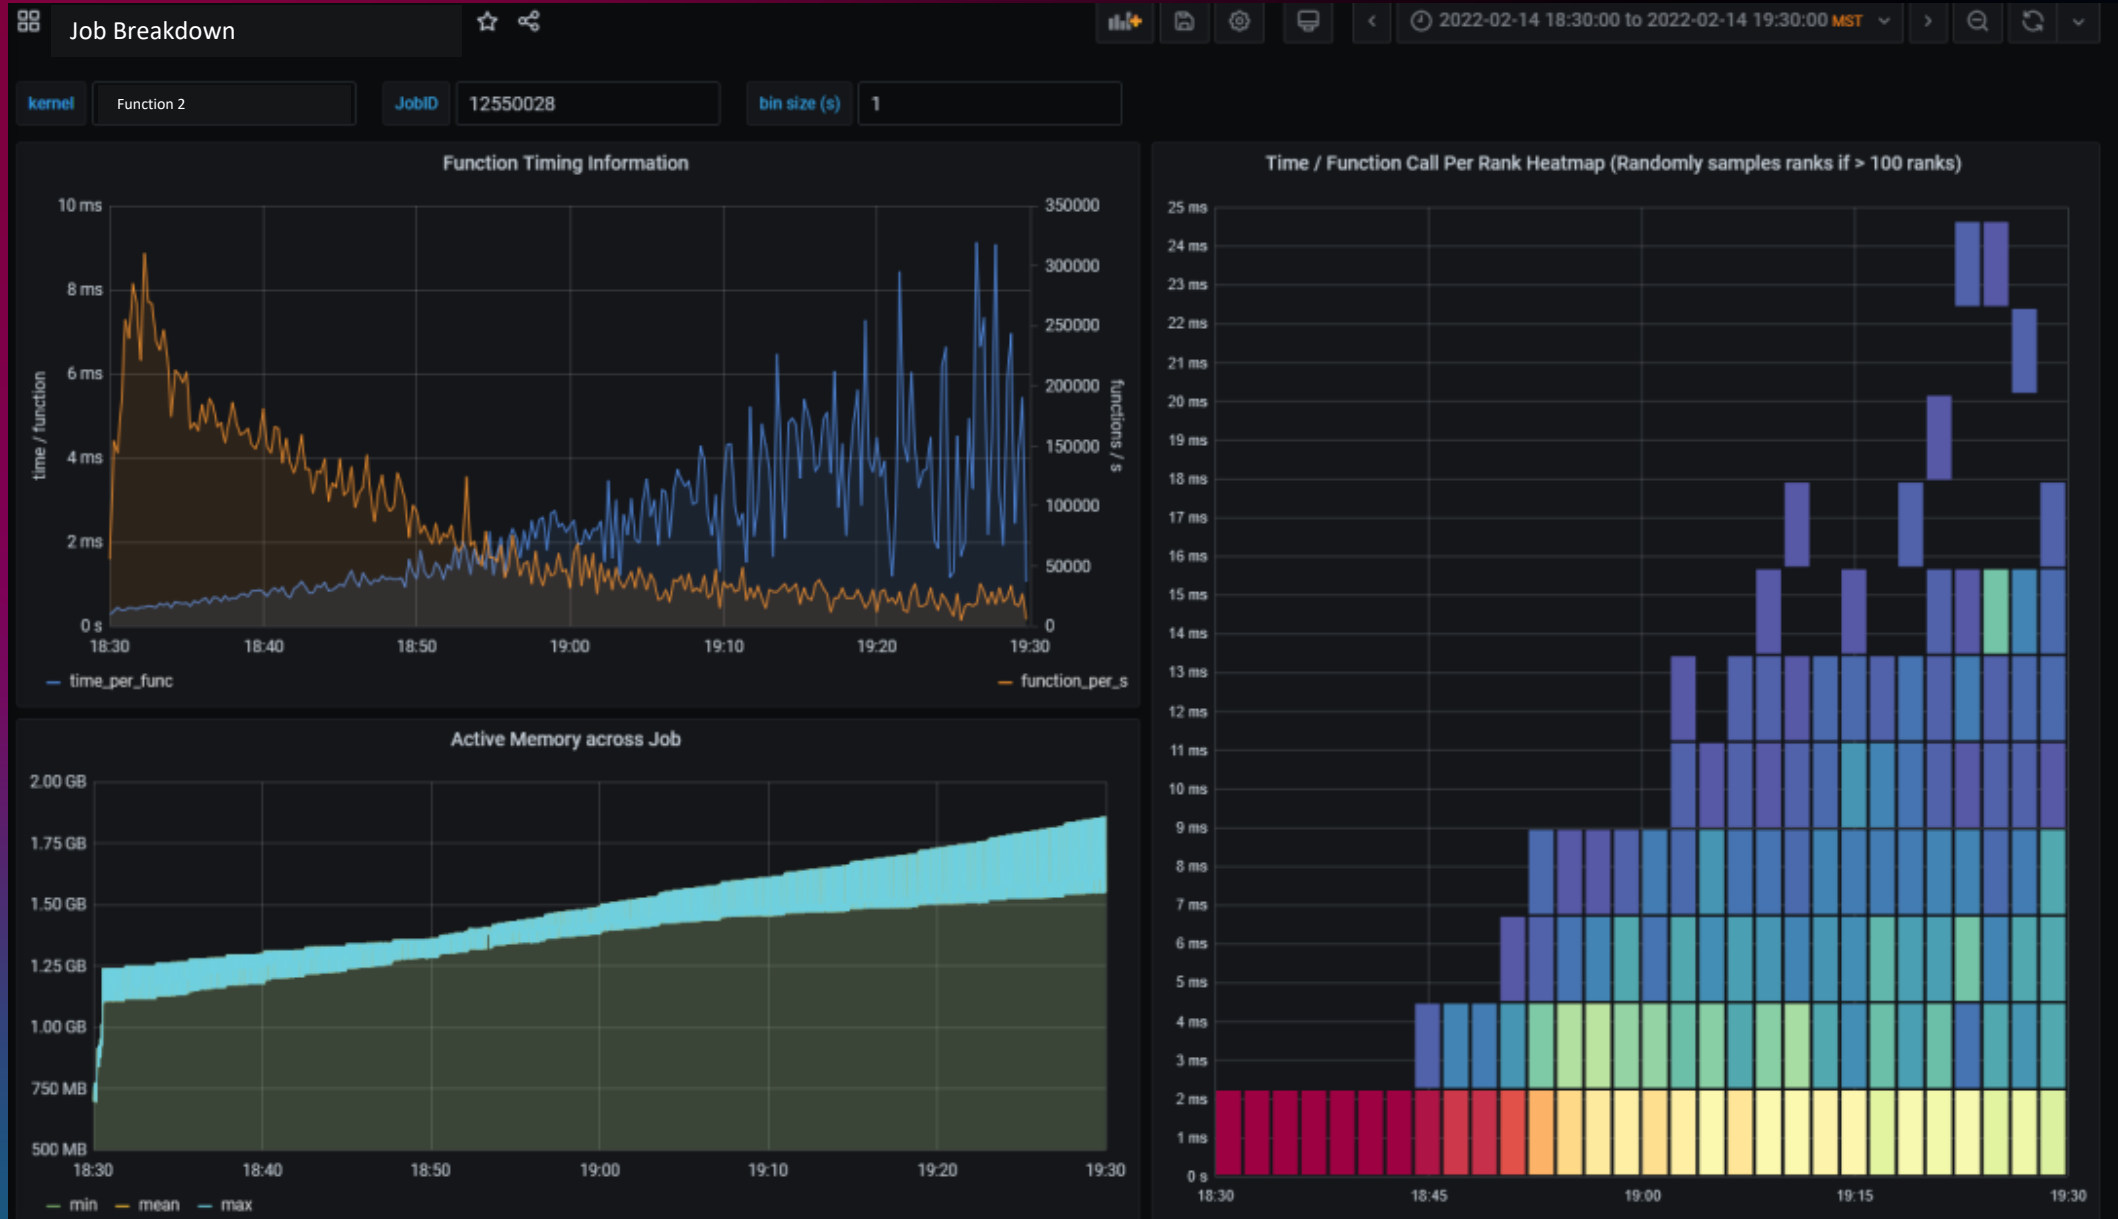 Job Breakdown
2022-02-14 18:30:00 to 2022-02-14 19:30:00 MST
kernel
Function 2
JobID
12550028
bin size (s)
1
Function Timing Information
10 ms
8 ms
6 ms
4 ms
2 ms
0 s
time / function
350000
300000
250000
200000
150000
100000
50000
0
functions / s
18:30
18:40
18:50
19:00
19:10
19:20
19:30
time_per_func
function_per_s
Active Memory across Job
2.00 GB
1.75 GB
1.50 GB
1.25 GB
1.00 GB
750 MB
500 MB
18:30
18:40
18:50
19:00
19:10
19:20
19:30
min
mean
max
Time / Function Call Per Rank Heatmap (Randomly samples ranks if > 100 ranks)
25 ms
24 ms
23 ms
22 ms
21 ms
20 ms
19 ms
18 ms
17 ms
16 ms
15 ms
14 ms
13 ms
12 ms
11 ms
10 ms
9 ms
8 ms
7 ms
6 ms
5 ms
4 ms
3 ms
2 ms
1 ms
0 s
18:30
18:45
19:00
19:15
19:30